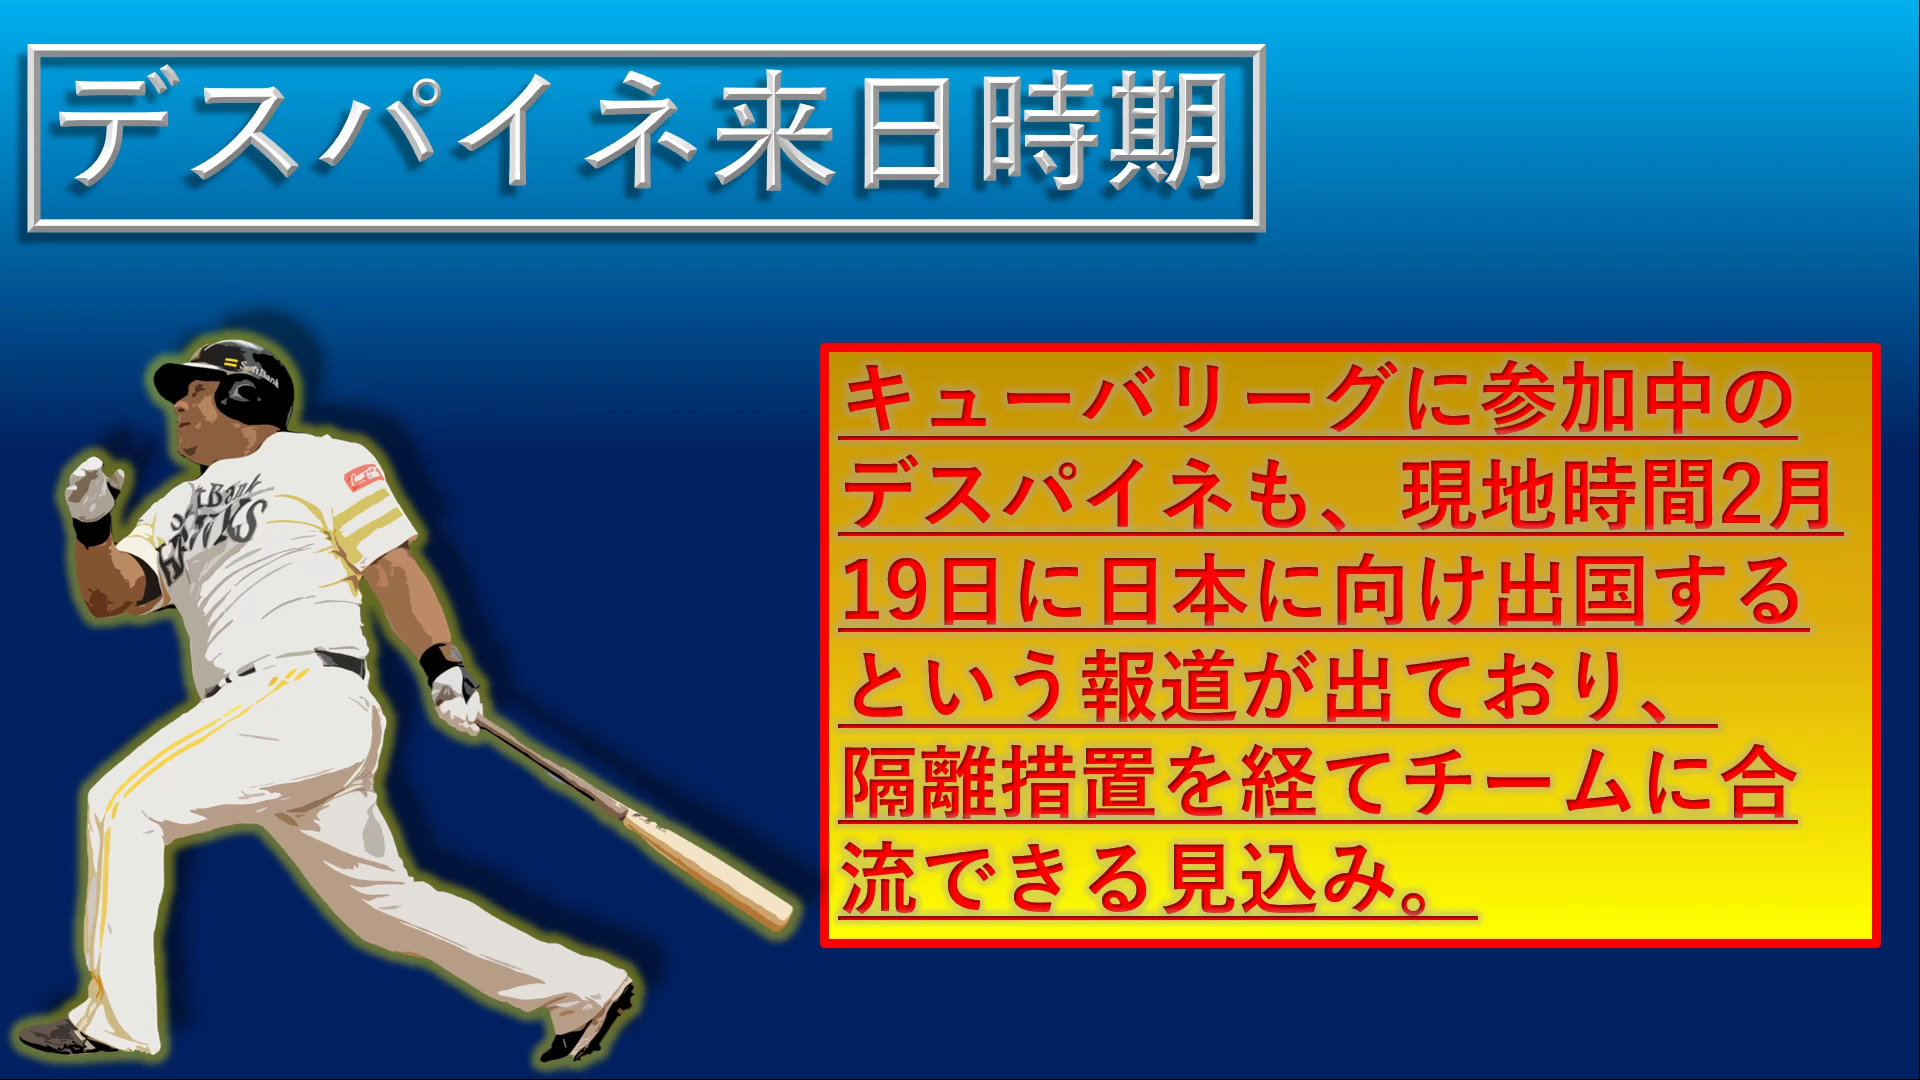 デスパイネ来日時期
キューバリーグに参加中の
デスパイネも、現地時間2月
19日に日本に向け出国する
という報道が出ており、
隔離措置を経てチームに合
流できる見込み。
SoftBank
HAWKS